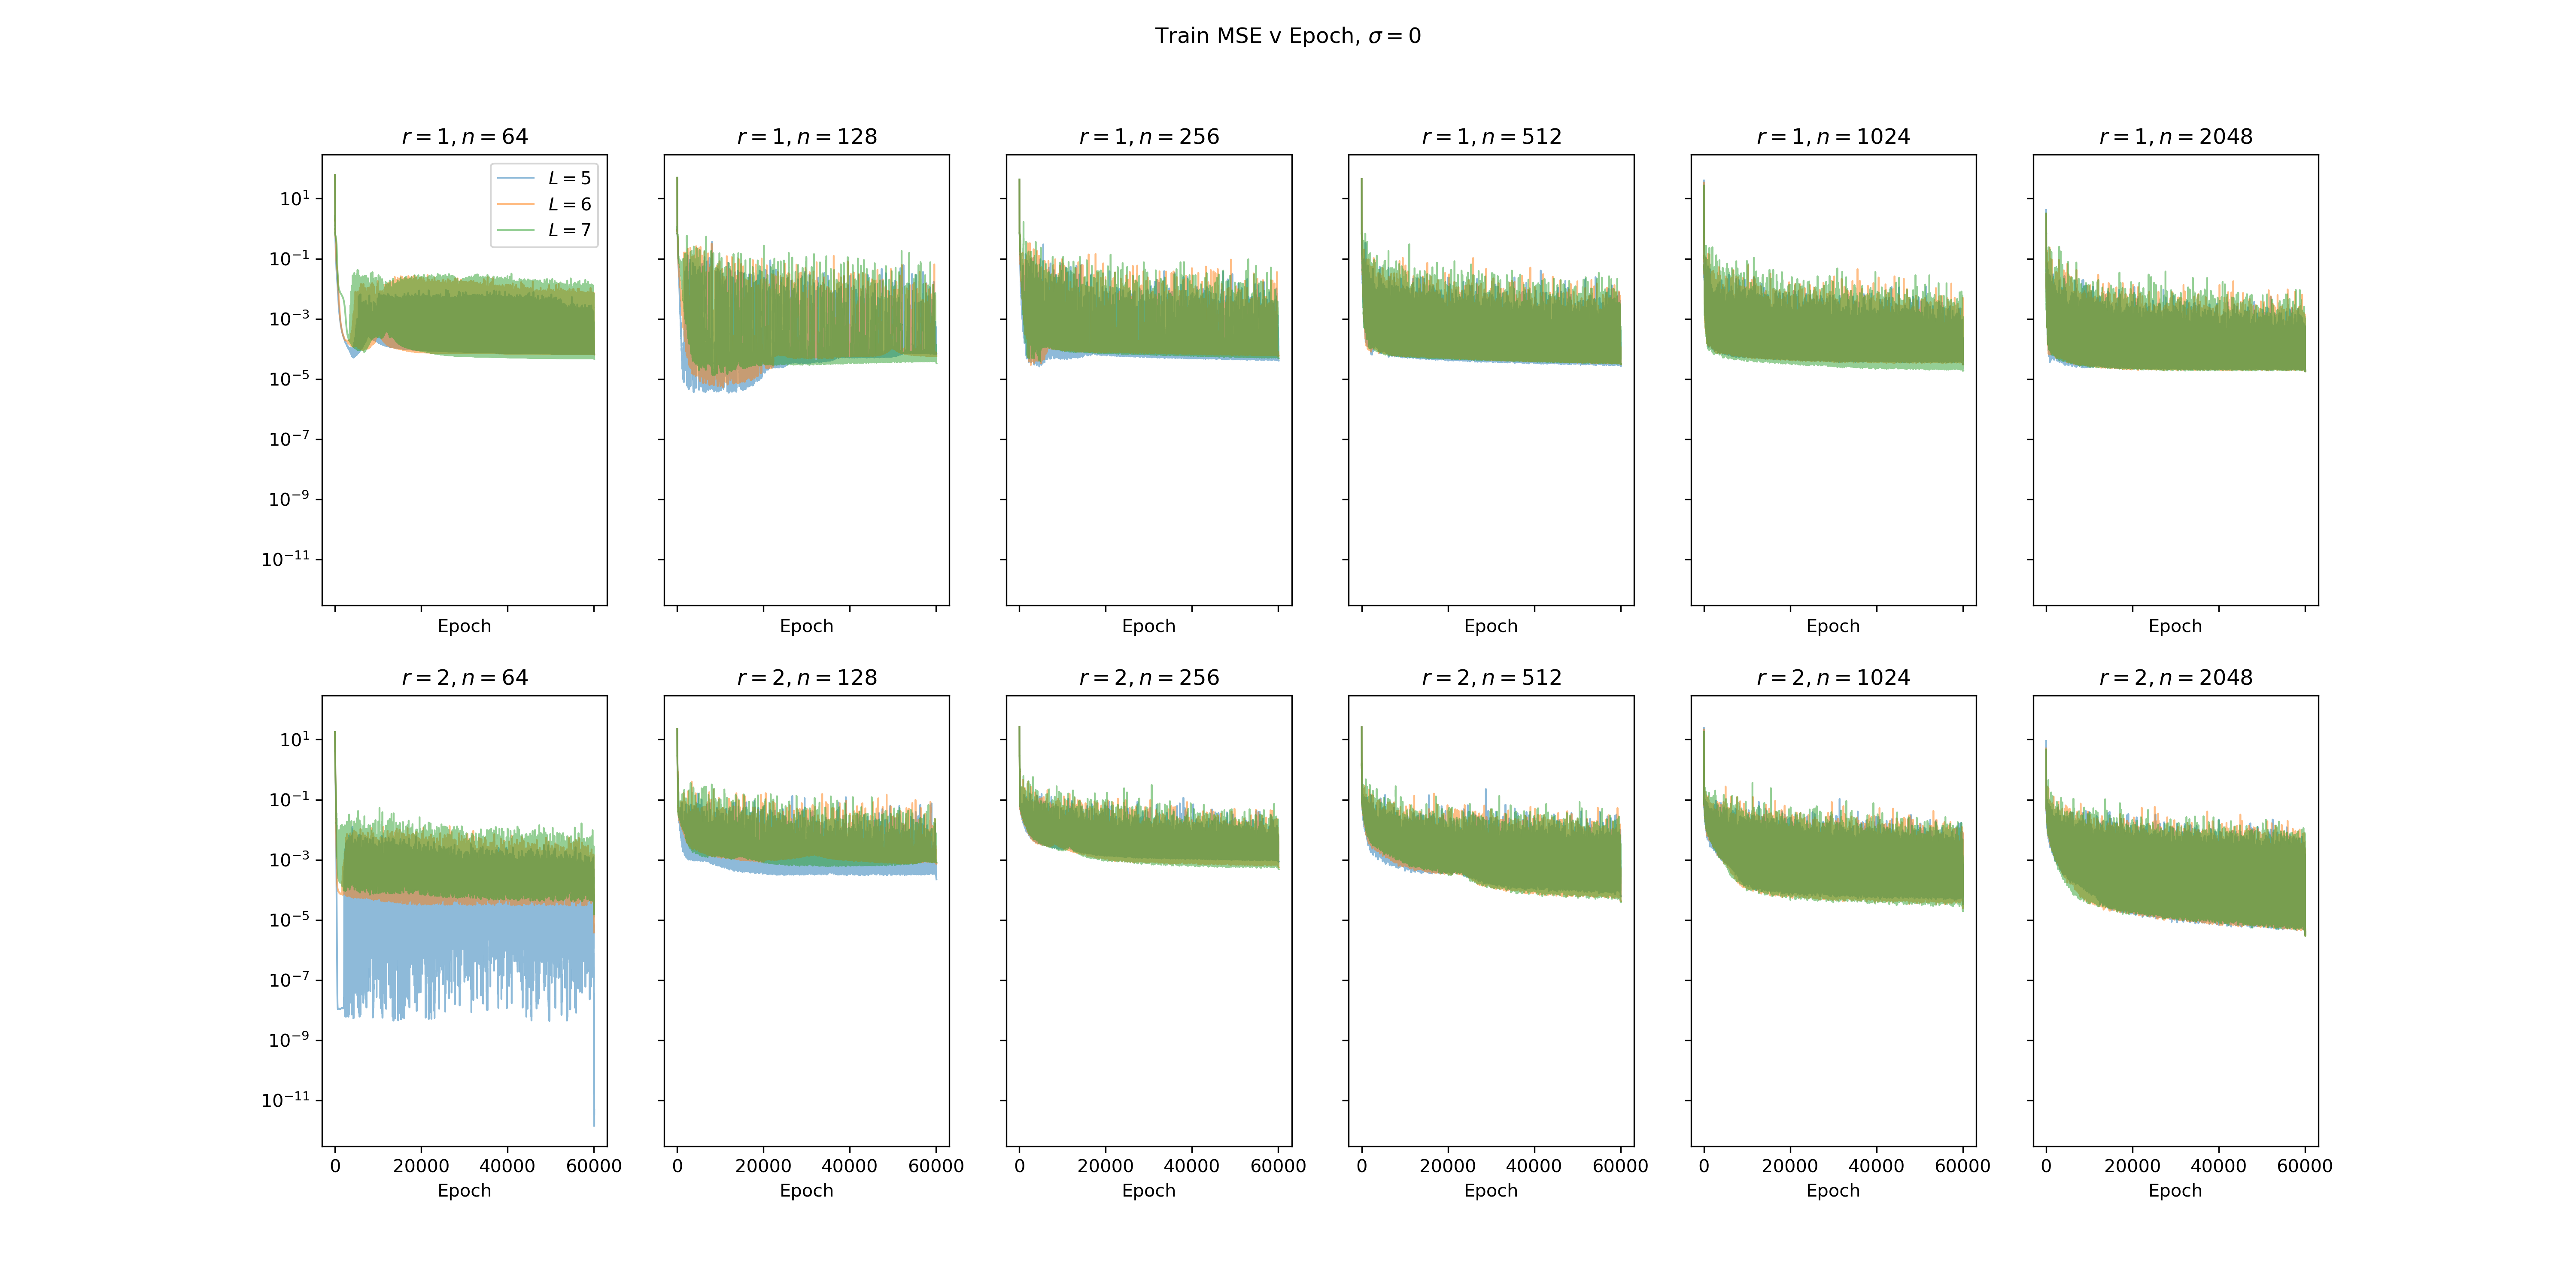 Train MSE v Epoch, σ = 0
r = 1, n = 64
r = 1, n = 128
r = 1, n = 256
r = 1, n = 512
r = 1, n = 1024
r = 1, n = 2048
L = 5
L = 6
L = 7
10¹
10⁻¹
10⁻³
10⁻⁵
10⁻⁷
10⁻⁹
10⁻¹¹
Epoch
Epoch
Epoch
Epoch
Epoch
Epoch
r = 2, n = 64
r = 2, n = 128
r = 2, n = 256
r = 2, n = 512
r = 2, n = 1024
r = 2, n = 2048
10¹
10⁻¹
10⁻³
10⁻⁵
10⁻⁷
10⁻⁹
10⁻¹¹
0 20000 40000 60000
0 20000 40000 60000
0 20000 40000 60000
0 20000 40000 60000
0 20000 40000 60000
0 20000 40000 60000
Epoch
Epoch
Epoch
Epoch
Epoch
Epoch